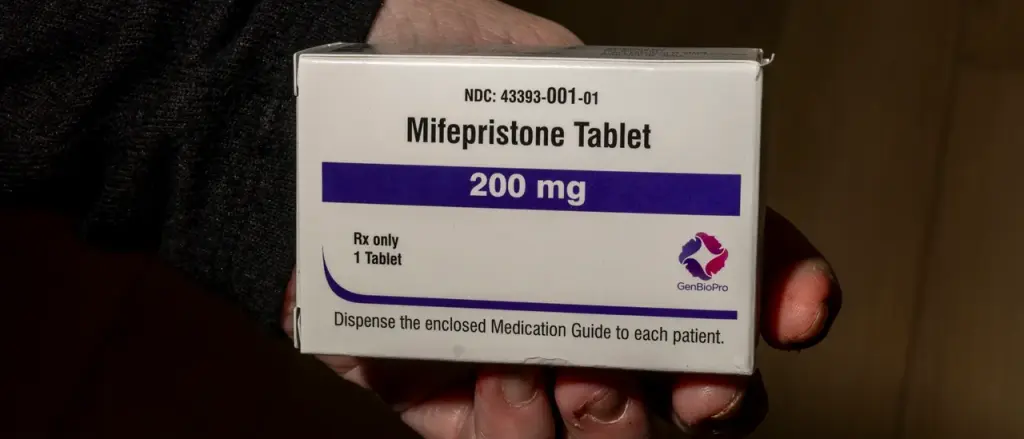 NDC: 43393-001-01
Mifepristone Tablet
200 mg
Rx only
1 Tablet
GenBioPro
Dispense the enclosed Medication Guide to each patient.